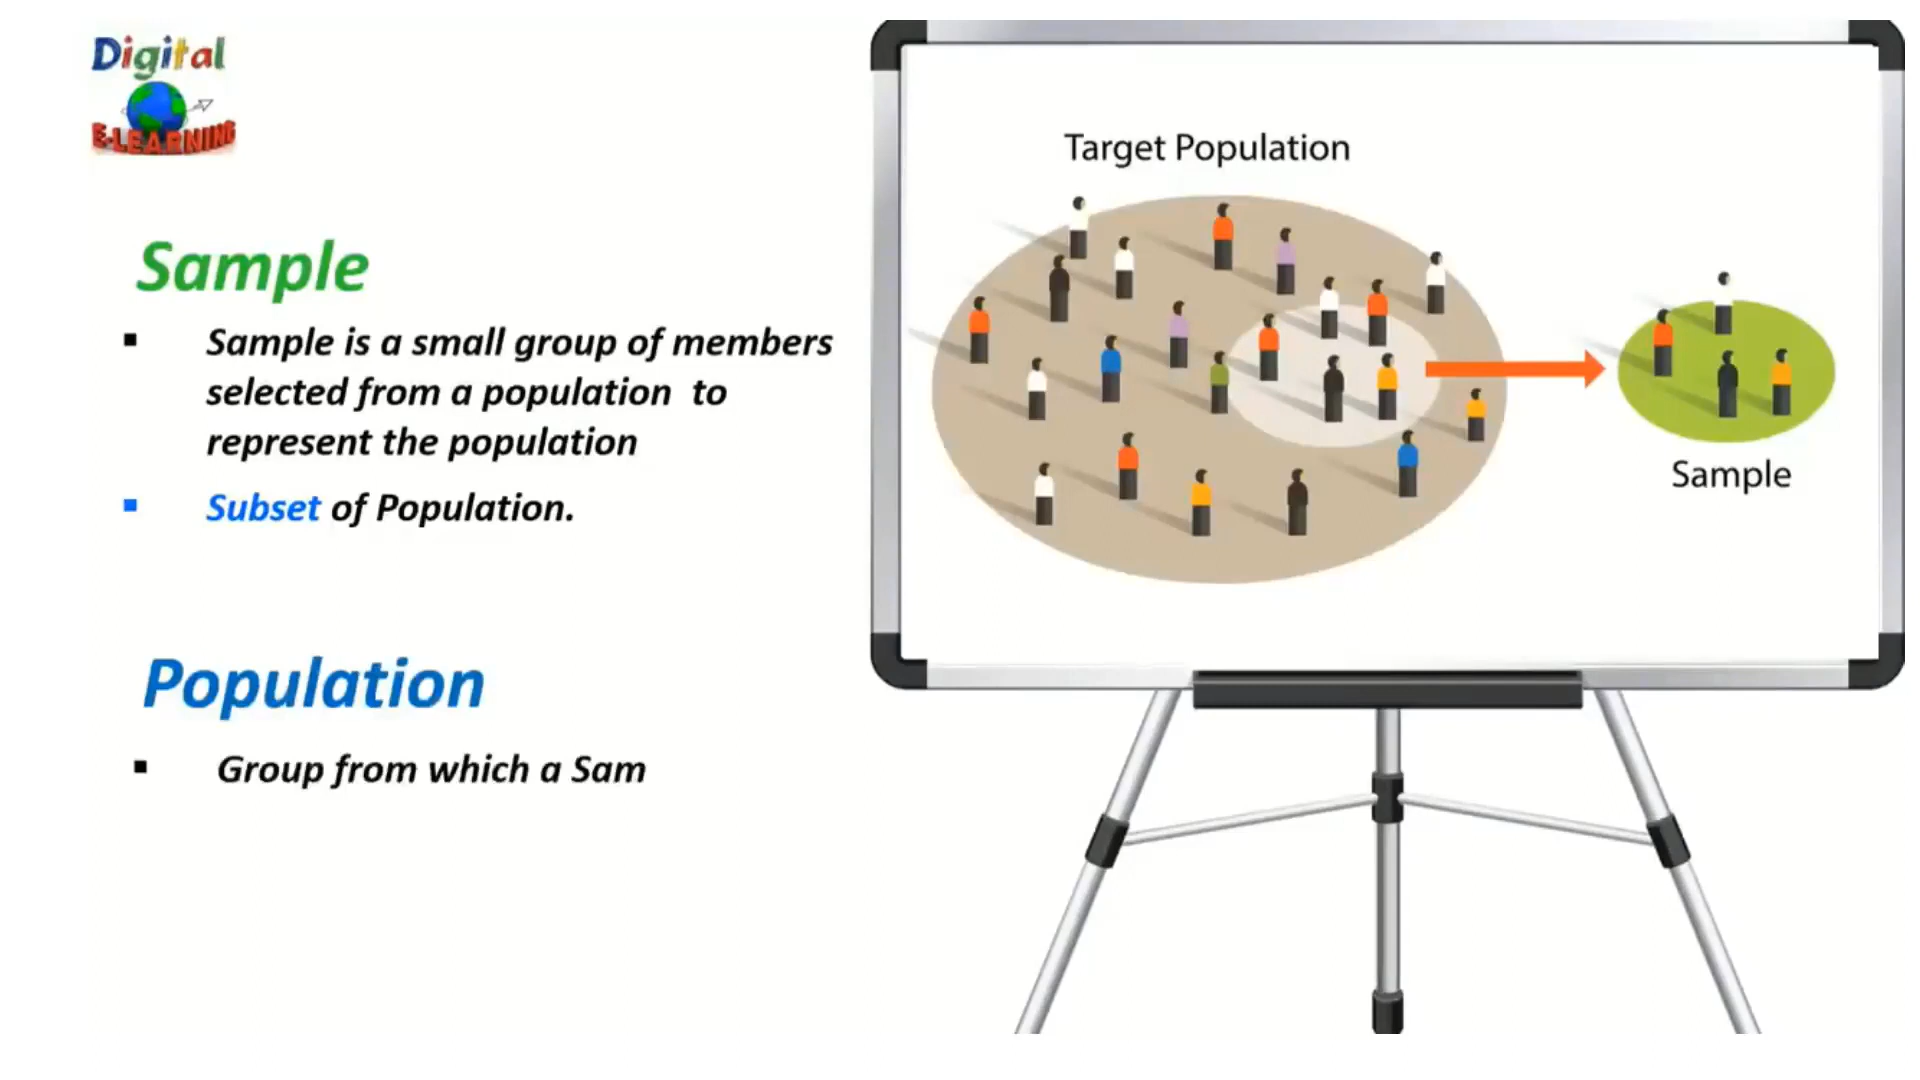 Digital
E-LEARNING
Sample
Sample is a small group of members
selected from a population to
represent the population
Subset of Population.
Population
Group from which a Sam
Target Population
Sample